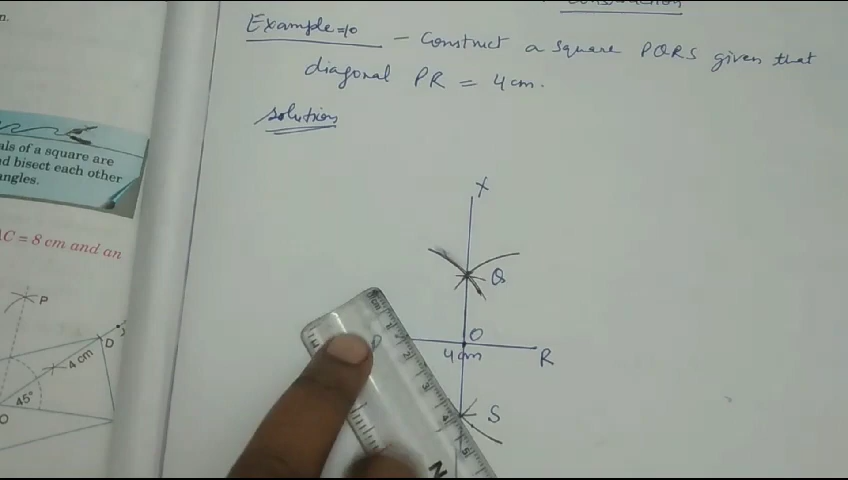 Example=10
- Construct a square PQRS given that
diagonal PR = 4cm.
Solution
X
Q
O
4cm
R
P
S
N
n.
als of a square are
d bisect each other
angles.
AC = 8 cm and an
P
D
4 cm
45°
O